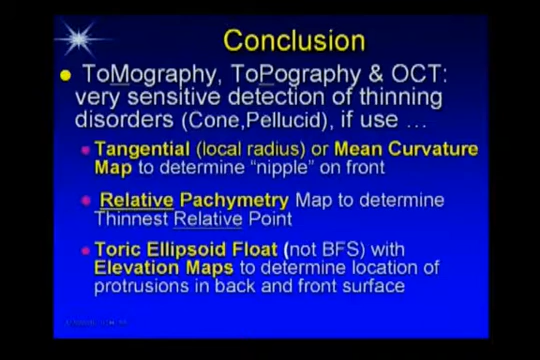 Conclusion
ToMography, ToPography & OCT:
very sensitive detection of thinning
disorders (Cone,Pellucid), if use ...
Tangential (local radius) or Mean Curvature
Map to determine "nipple" on front
Relative Pachymetry Map to determine
Thinnest Relative Point
Toric Ellipsoid Float (not BFS) with
Elevation Maps to determine location of
protrusions in back and front surface